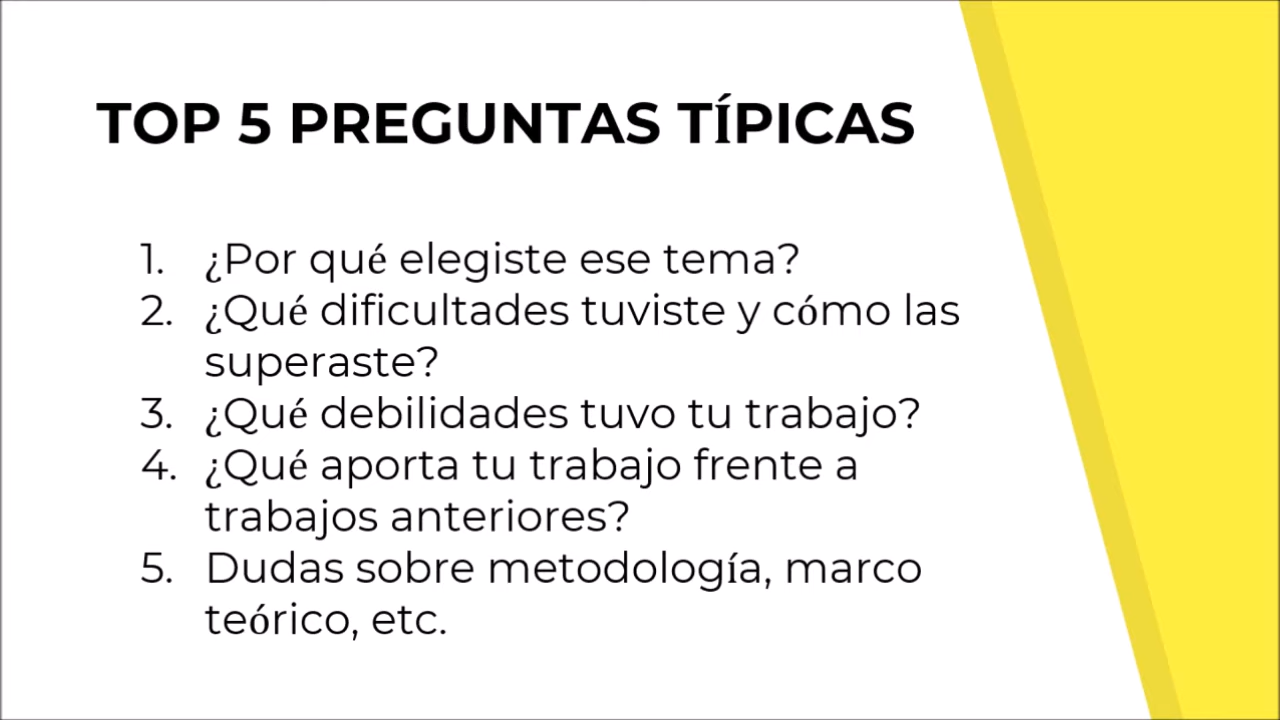 TOP 5 PREGUNTAS TÍPICAS
1. ¿Por qué elegiste ese tema?
2. ¿Qué dificultades tuviste y cómo las
superaste?
3. ¿Qué debilidades tuvo tu trabajo?
4. ¿Qué aporta tu trabajo frente a
trabajos anteriores?
5. Dudas sobre metodología, marco
teórico, etc.